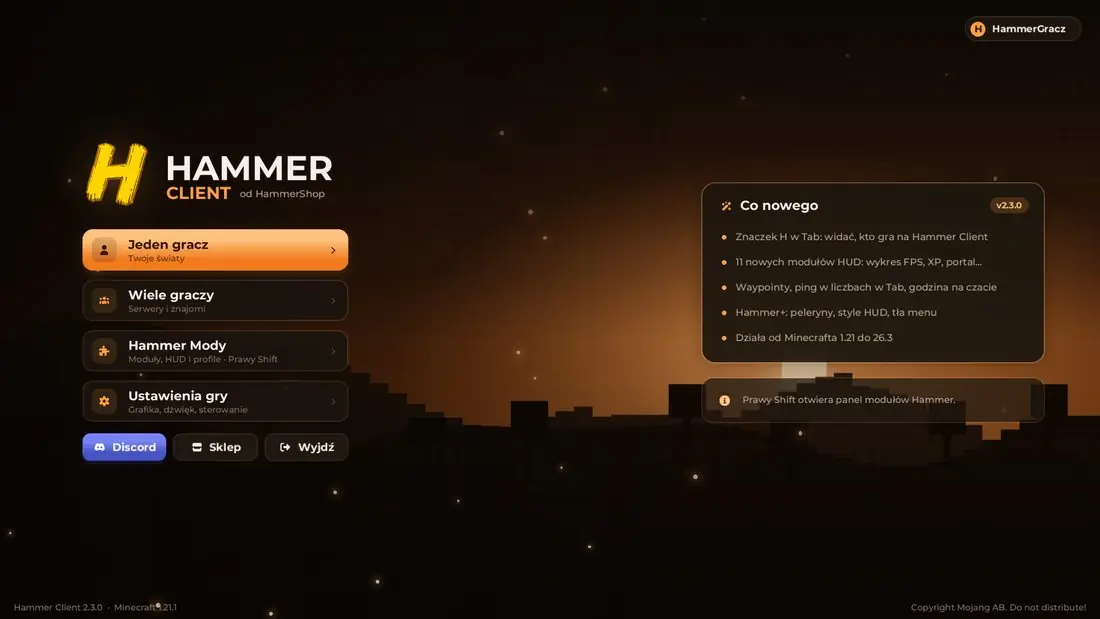 H HammerGracz
H HAMMER
CLIENT od HammerShop
Jeden gracz
Twoje światy
Wiele graczy
Serwery i znajomi
Hammer Mody
Moduły, HUD i profile · Prawy Shift
Ustawienia gry
Grafika, dźwięk, sterowanie
Discord Sklep Wyjdź
Co nowego v2.3.0
Znaczek H w Tab: widać, kto gra na Hammer Client
11 nowych modułów HUD: wykres FPS, XP, portal...
Waypointy, ping w liczbach w Tab, godzina na czacie
Hammer+: peleryny, style HUD, tła menu
Działa od Minecrafta 1.21 do 26.3
Prawy Shift otwiera panel modułów Hammer.
Hammer Client 2.3.0 · Minecraft 1.21.1
Copyright Mojang AB. Do not distribute!